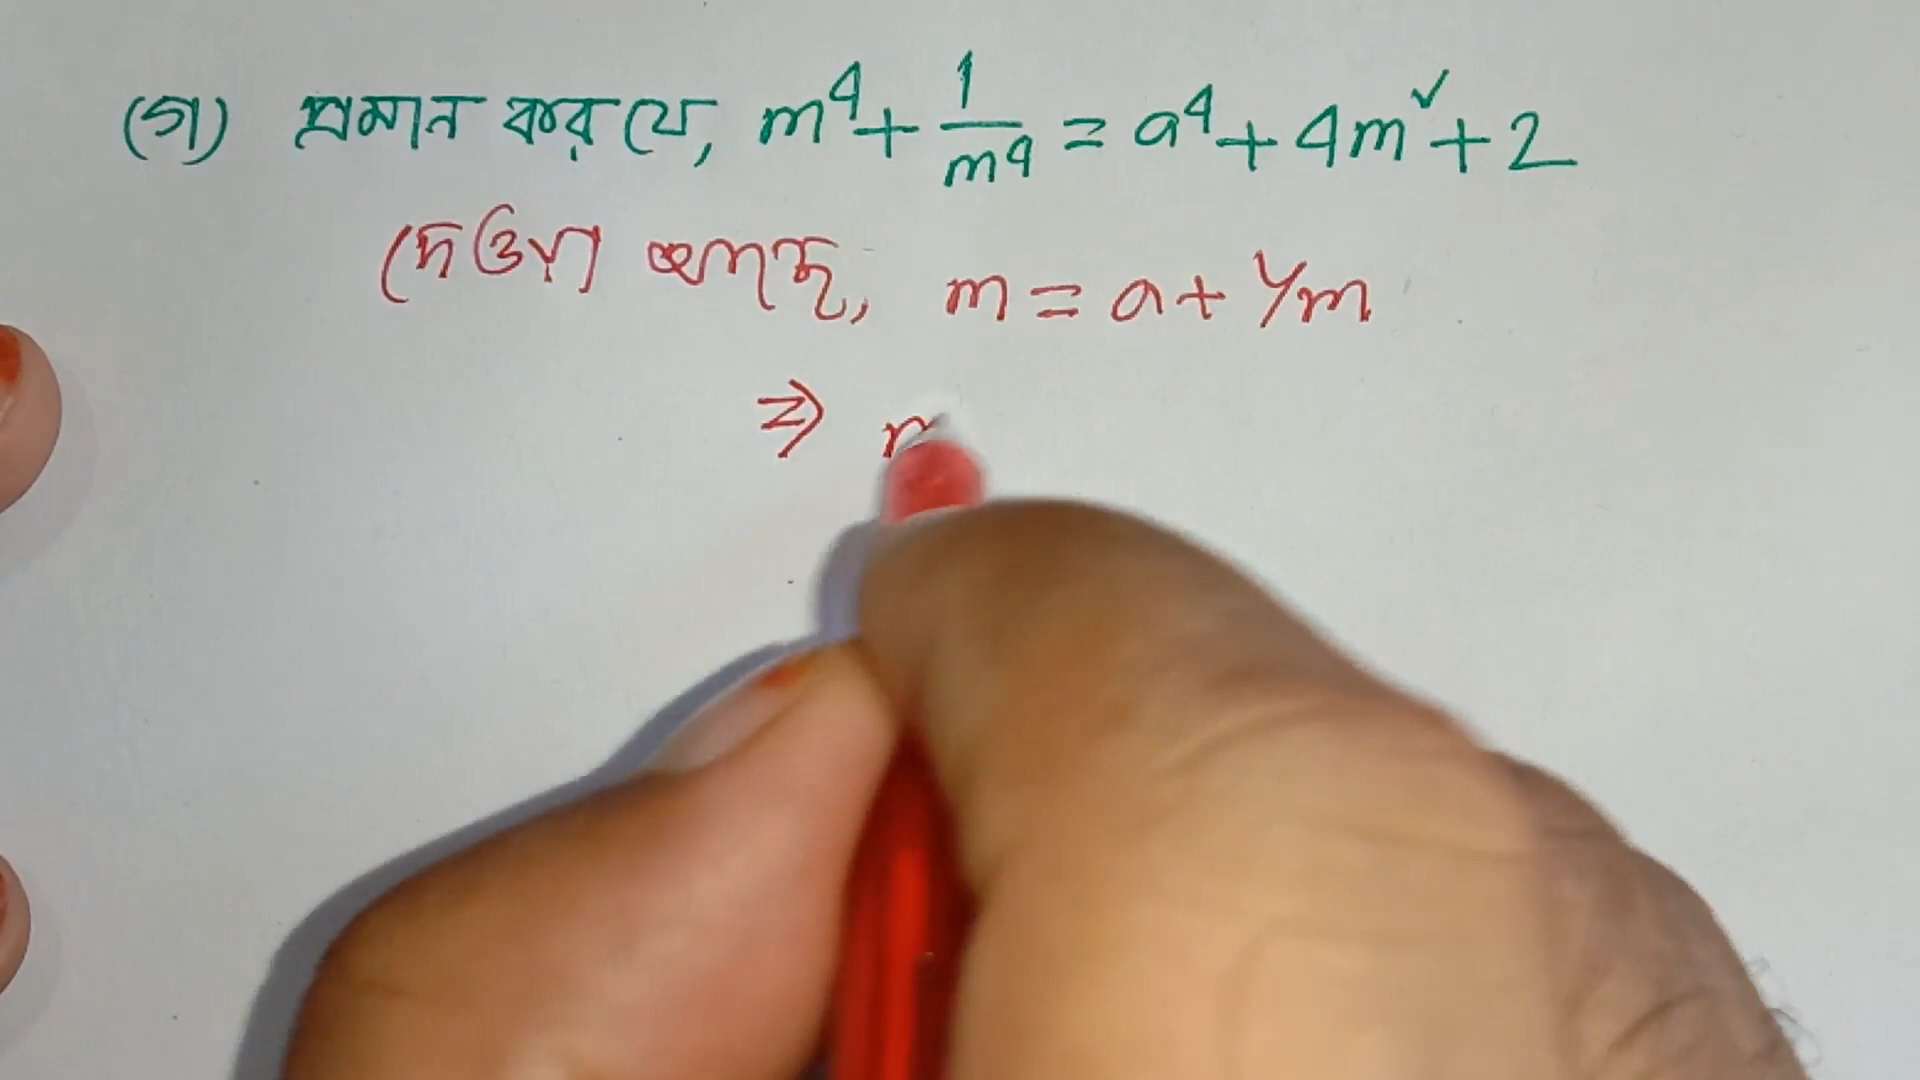 (গ) প্রমান কর যে, m⁴ + 1/m⁴ = a⁴ + 4m² + 2
দেওয়া আছে, m = a + 1/m
⇒ m